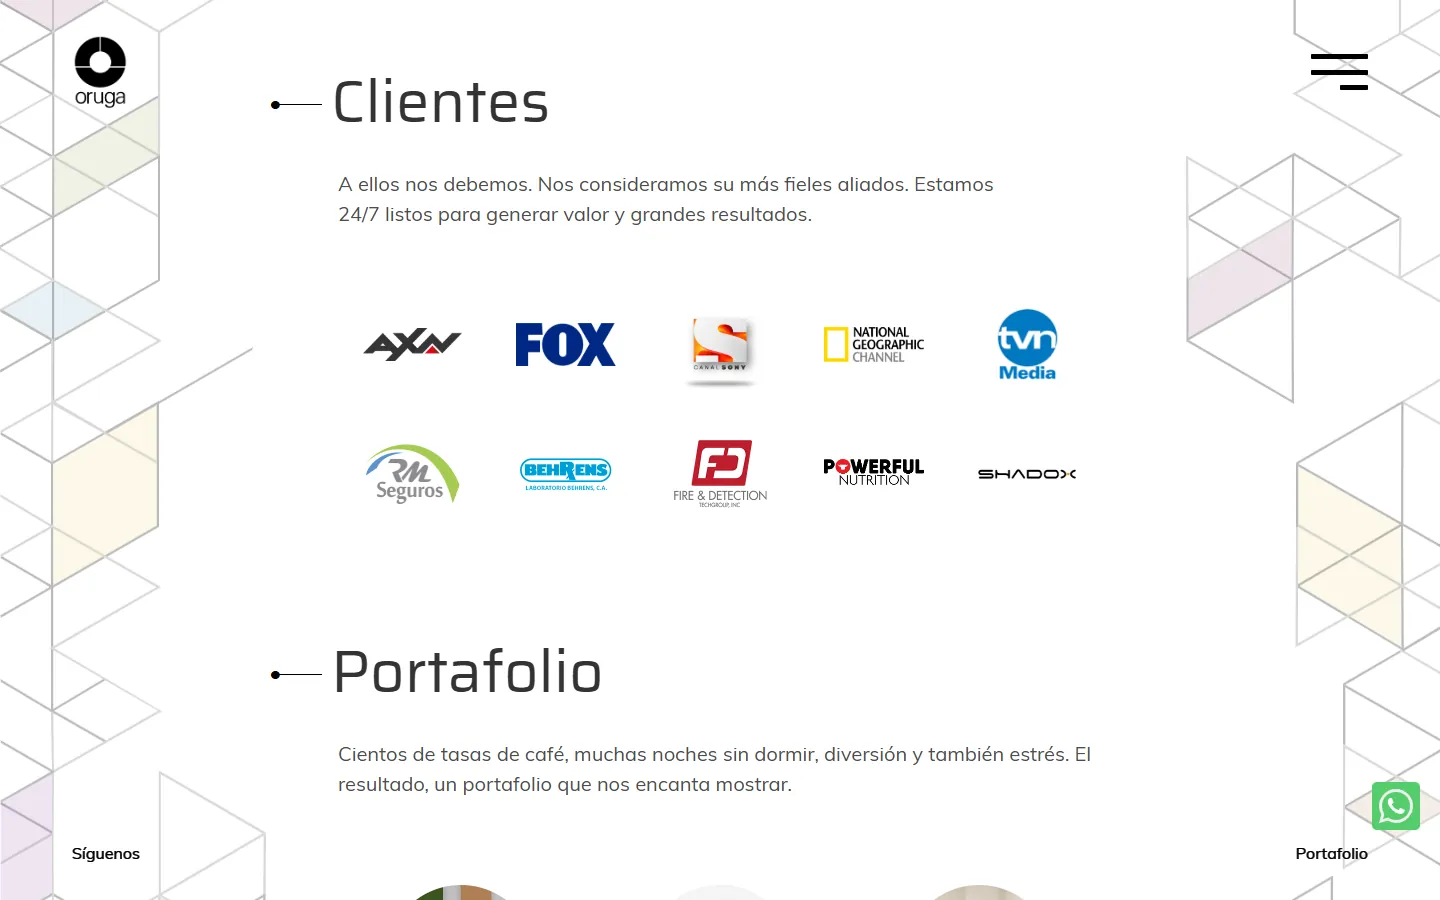 oruga
Clientes
A ellos nos debemos. Nos consideramos su más fieles aliados. Estamos
24/7 listos para generar valor y grandes resultados.
AXN
FOX
S
CANAL SONY
NATIONAL
GEOGRAPHIC
CHANNEL
tvn
Media
RM
Seguros
BEHRENS
LABORATORIO BEHRENS, C.A.
FD
FIRE & DETECTION
TECHGROUP, INC
POWERFUL
NUTRITION
SHADOX
Portafolio
Cientos de tasas de café, muchas noches sin dormir, diversión y también estrés. El
resultado, un portafolio que nos encanta mostrar.
Síguenos
Portafolio